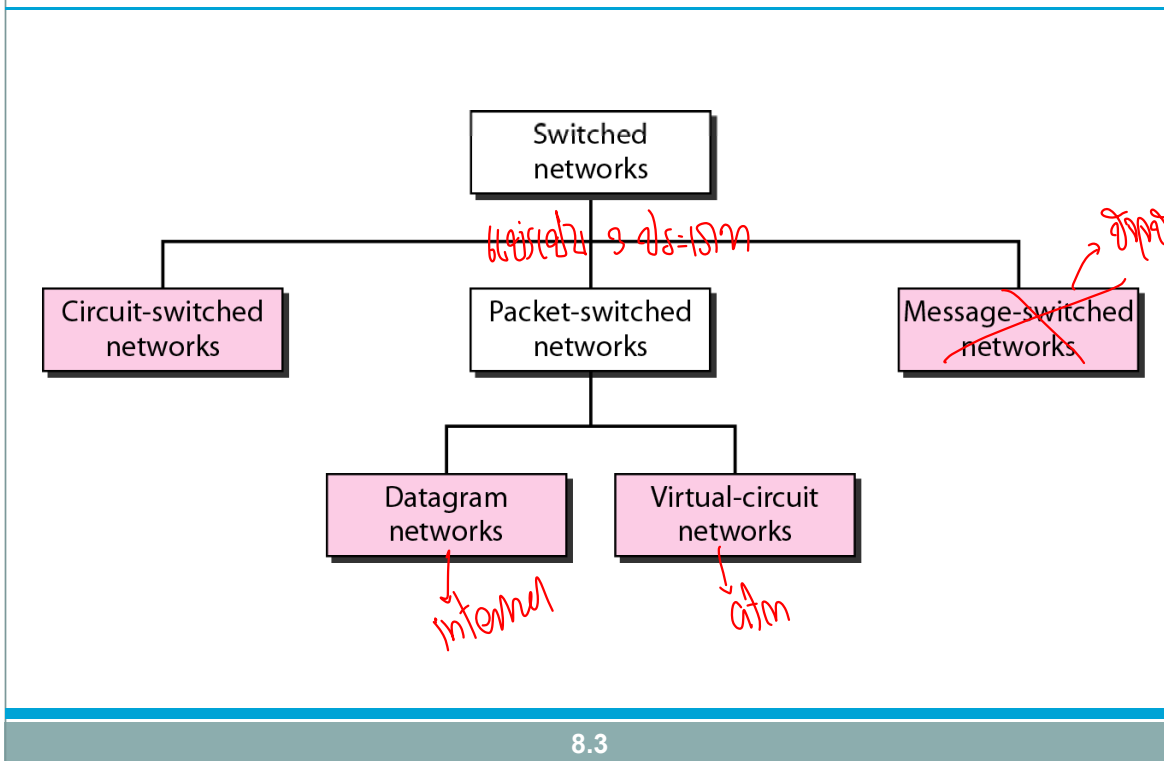 Switched
networks
แบ่งเป็น 3 ประเภท
Circuit-switched
networks
Packet-switched
networks
Message-switched
networks
Datagram
networks
Virtual-circuit
networks
internet
atm
8.3